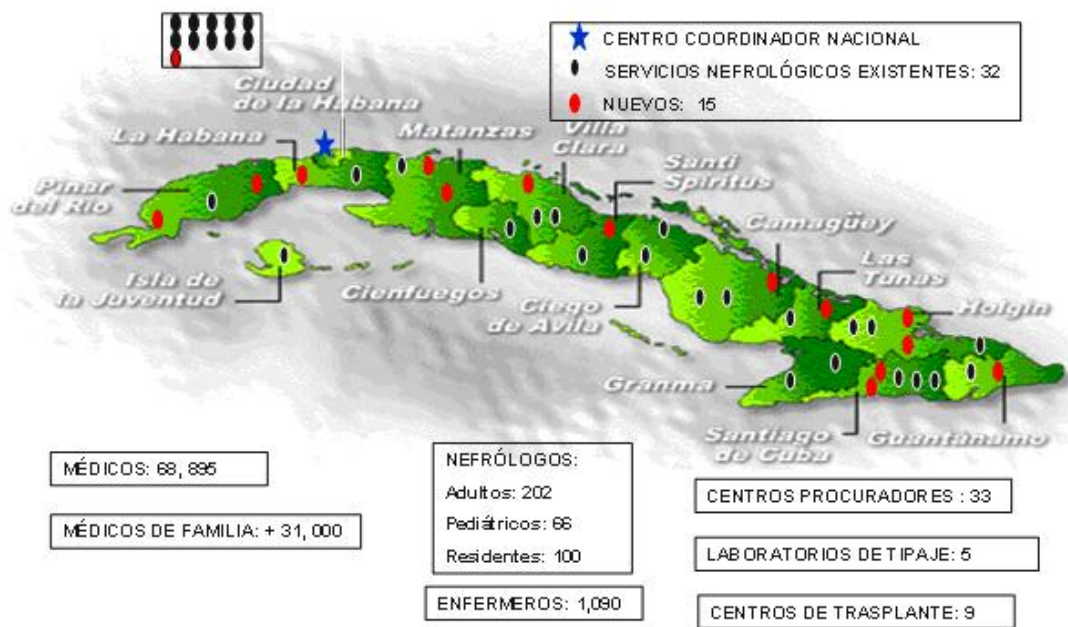 CENTRO COORDINADOR NACIONAL
SERVICIOS NEFROLÓGICOS EXISTENTES: 32
NUEVOS: 15
Ciudad
de la Habana
La Habana
Matanzas
Villa
Clara
Santi
Spiritus
Pinar
del Rio
Camagüey
Las
Tunas
Holgin
Isla de
la Juventud
Cienfuegos
Ciego
de Avila
Granma
Santiago
de Cuba
Guantánamo
MÉDICOS: 68, 895
MÉDICOS DE FAMILIA: + 31, 000
NEFRÓLOGOS:
Adultos: 202
Pediátricos: 66
Residentes: 100
ENFERMEROS: 1,090
CENTROS PROCURADORES : 33
LABORATORIOS DE TIPAJE: 5
CENTROS DE TRASPLANTE: 9